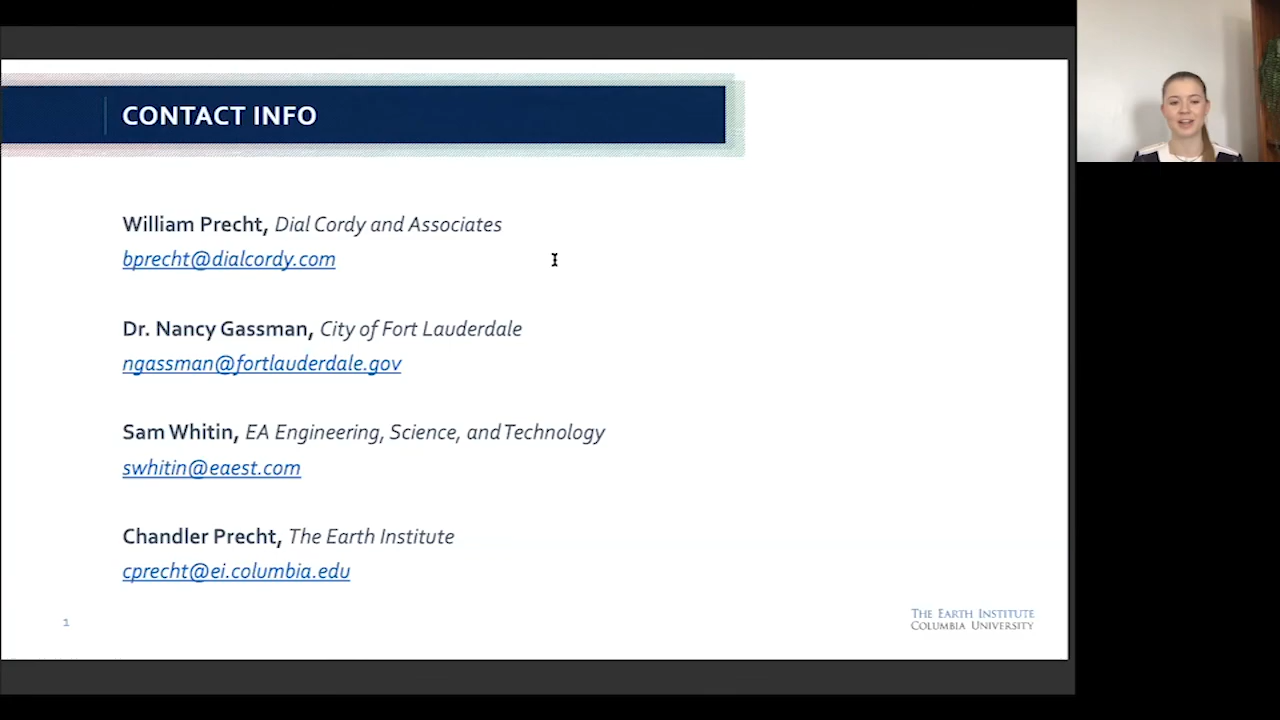 CONTACT INFO
William Precht, Dial Cordy and Associates
bprecht@dialcordy.com
Dr. Nancy Gassman, City of Fort Lauderdale
ngassman@fortlauderdale.gov
Sam Whitin, EA Engineering, Science, and Technology
swhitin@eaest.com
Chandler Precht, The Earth Institute
cprecht@ei.columbia.edu
1
THE EARTH INSTITUTE
COLUMBIA UNIVERSITY